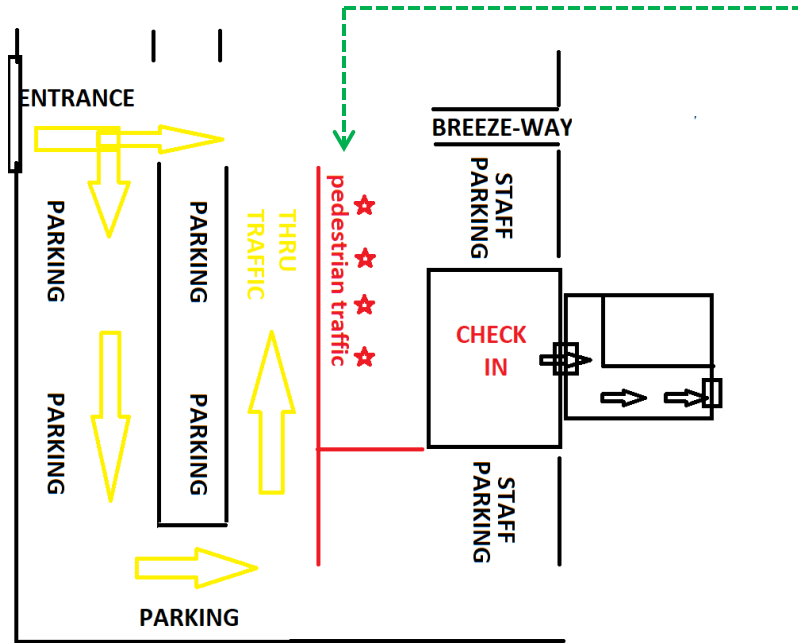 ENTRANCE
BREEZE-WAY
STAFF
PARKING
PARKING
PARKING
THRU
TRAFFIC
pedestrian traffic
CHECK
IN
PARKING
PARKING
STAFF
PARKING
PARKING